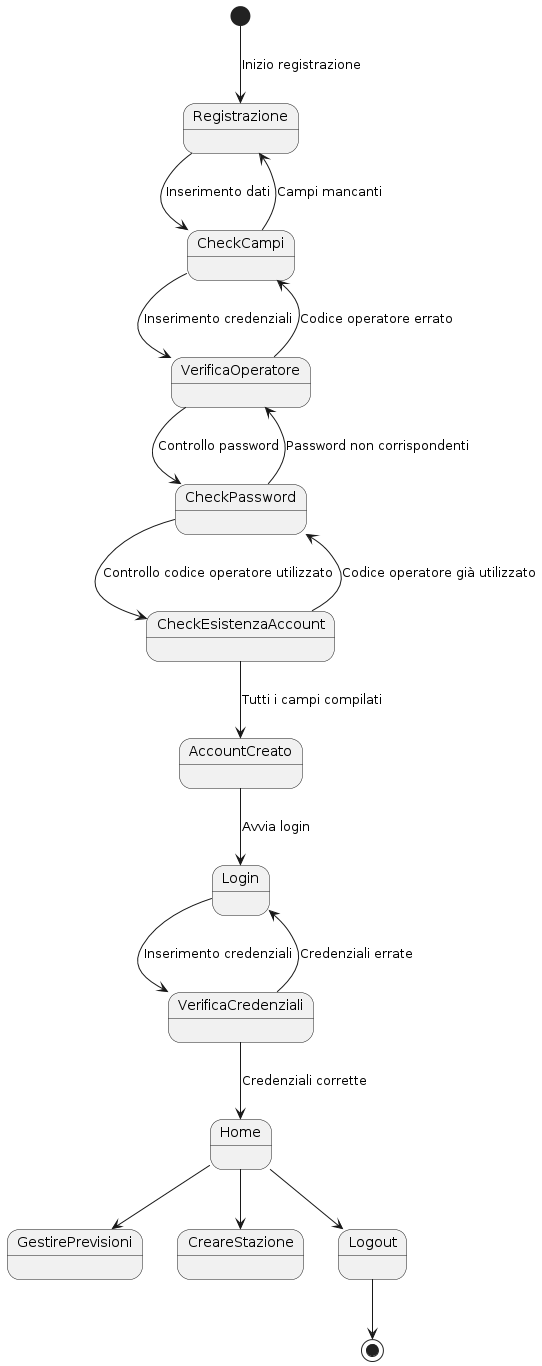 Inizio registrazione
Registrazione
Inserimento dati
Campi mancanti
CheckCampi
Inserimento credenziali
Codice operatore errato
VerificaOperatore
Controllo password
Password non corrispondenti
CheckPassword
Controllo codice operatore utilizzato
Codice operatore già utilizzato
CheckEsistenzaAccount
Tutti i campi compilati
AccountCreato
Avvia login
Login
Inserimento credenziali
Credenziali errate
VerificaCredenziali
Credenziali corrette
Home
GestirePrevisioni
CreareStazione
Logout